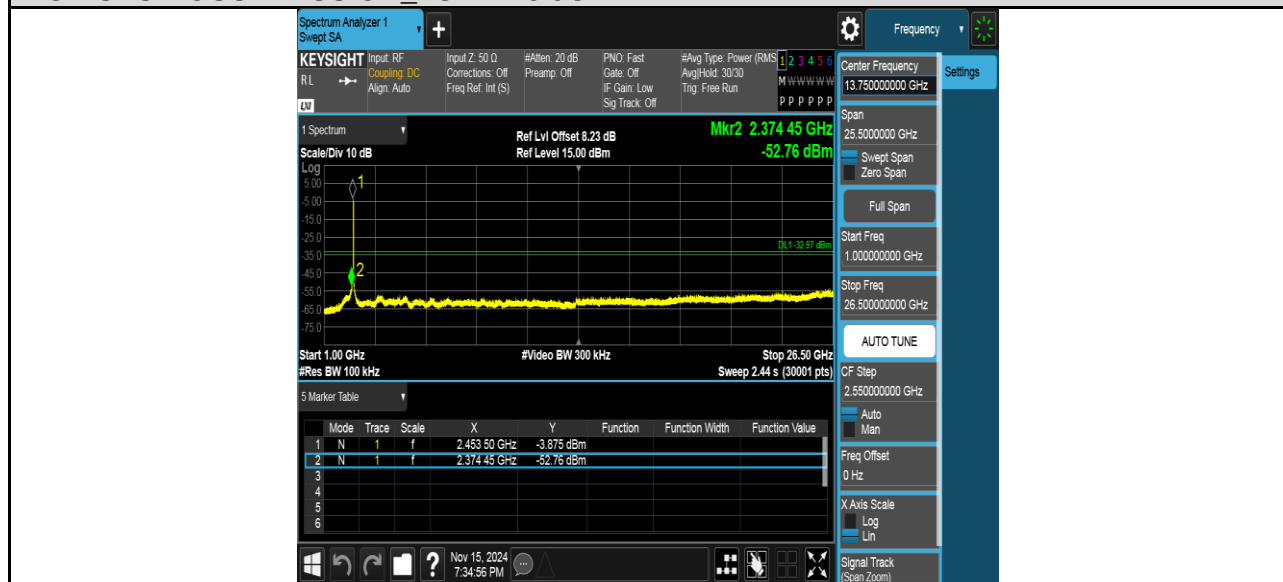 Spectrum Analyzer 1
Swept SA
+
Frequency
KEYSIGHT
RL
LXI
Input: RF
Coupling: DC
Align: Auto
Input Z: 50 Ω
Corrections: Off
Freq Ref: Int (S)
#Atten: 20 dB
Preamp: Off
PNO: Fast
Gate: Off
IF Gain: Low
Sig Track: Off
#Avg Type: Power (RMS
Avg|Hold: 30/30
Trig: Free Run
1 2 3 4 5 6
M W W W W W
P P P P P P
Center Frequency
13.750000000 GHz
Settings
1 Spectrum
Scale/Div 10 dB
Ref Lvl Offset 8.23 dB
Ref Level 15.00 dBm
Mkr2 2.374 45 GHz
-52.76 dBm
Span
25.5000000 GHz
Swept Span
Zero Span
Full Span
Log
5.00
-5.00
-15.0
-25.0
-35.0
-45.0
-55.0
-65.0
-75.0
1
2
DL1 -32.97 dBm
Start Freq
1.000000000 GHz
Stop Freq
26.500000000 GHz
AUTO TUNE
Start 1.00 GHz
#Video BW 300 kHz
Stop 26.50 GHz
#Res BW 100 kHz
Sweep 2.44 s (30001 pts)
CF Step
2.550000000 GHz
Auto
Man
5 Marker Table
Mode Trace Scale X Y Function Function Width Function Value
1 N 1 f 2.453 50 GHz -3.875 dBm
2 N 1 f 2.374 45 GHz -52.76 dBm
3
4
5
6
Freq Offset
0 Hz
X Axis Scale
Log
Lin
Signal Track
(Span Zoom)
?
Nov 15, 2024
7:34:56 PM